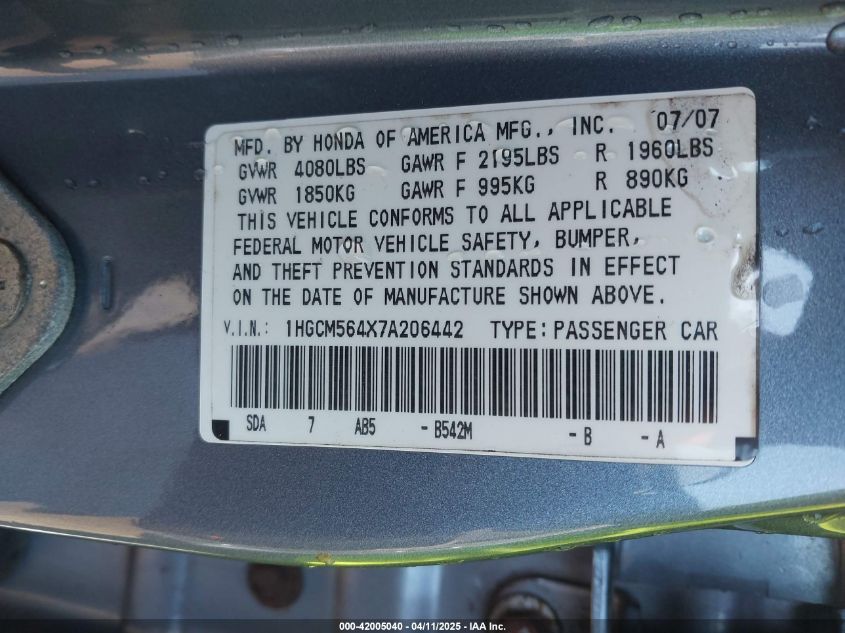 MFD. BY HONDA OF AMERICA MFG., INC. 07/07
GVWR 4080LBS GAWR F 2195LBS R 1960LBS
GVWR 1850KG GAWR F 995KG R 890KG
THIS VEHICLE CONFORMS TO ALL APPLICABLE
FEDERAL MOTOR VEHICLE SAFETY, BUMPER,
AND THEFT PREVENTION STANDARDS IN EFFECT
ON THE DATE OF MANUFACTURE SHOWN ABOVE.
V.I.N.: 1HGCM564X7A206442 TYPE: PASSENGER CAR
SDA 7 AB5 - B542M - B - A
000-42005040 - 04/11/2025 - IAA Inc.